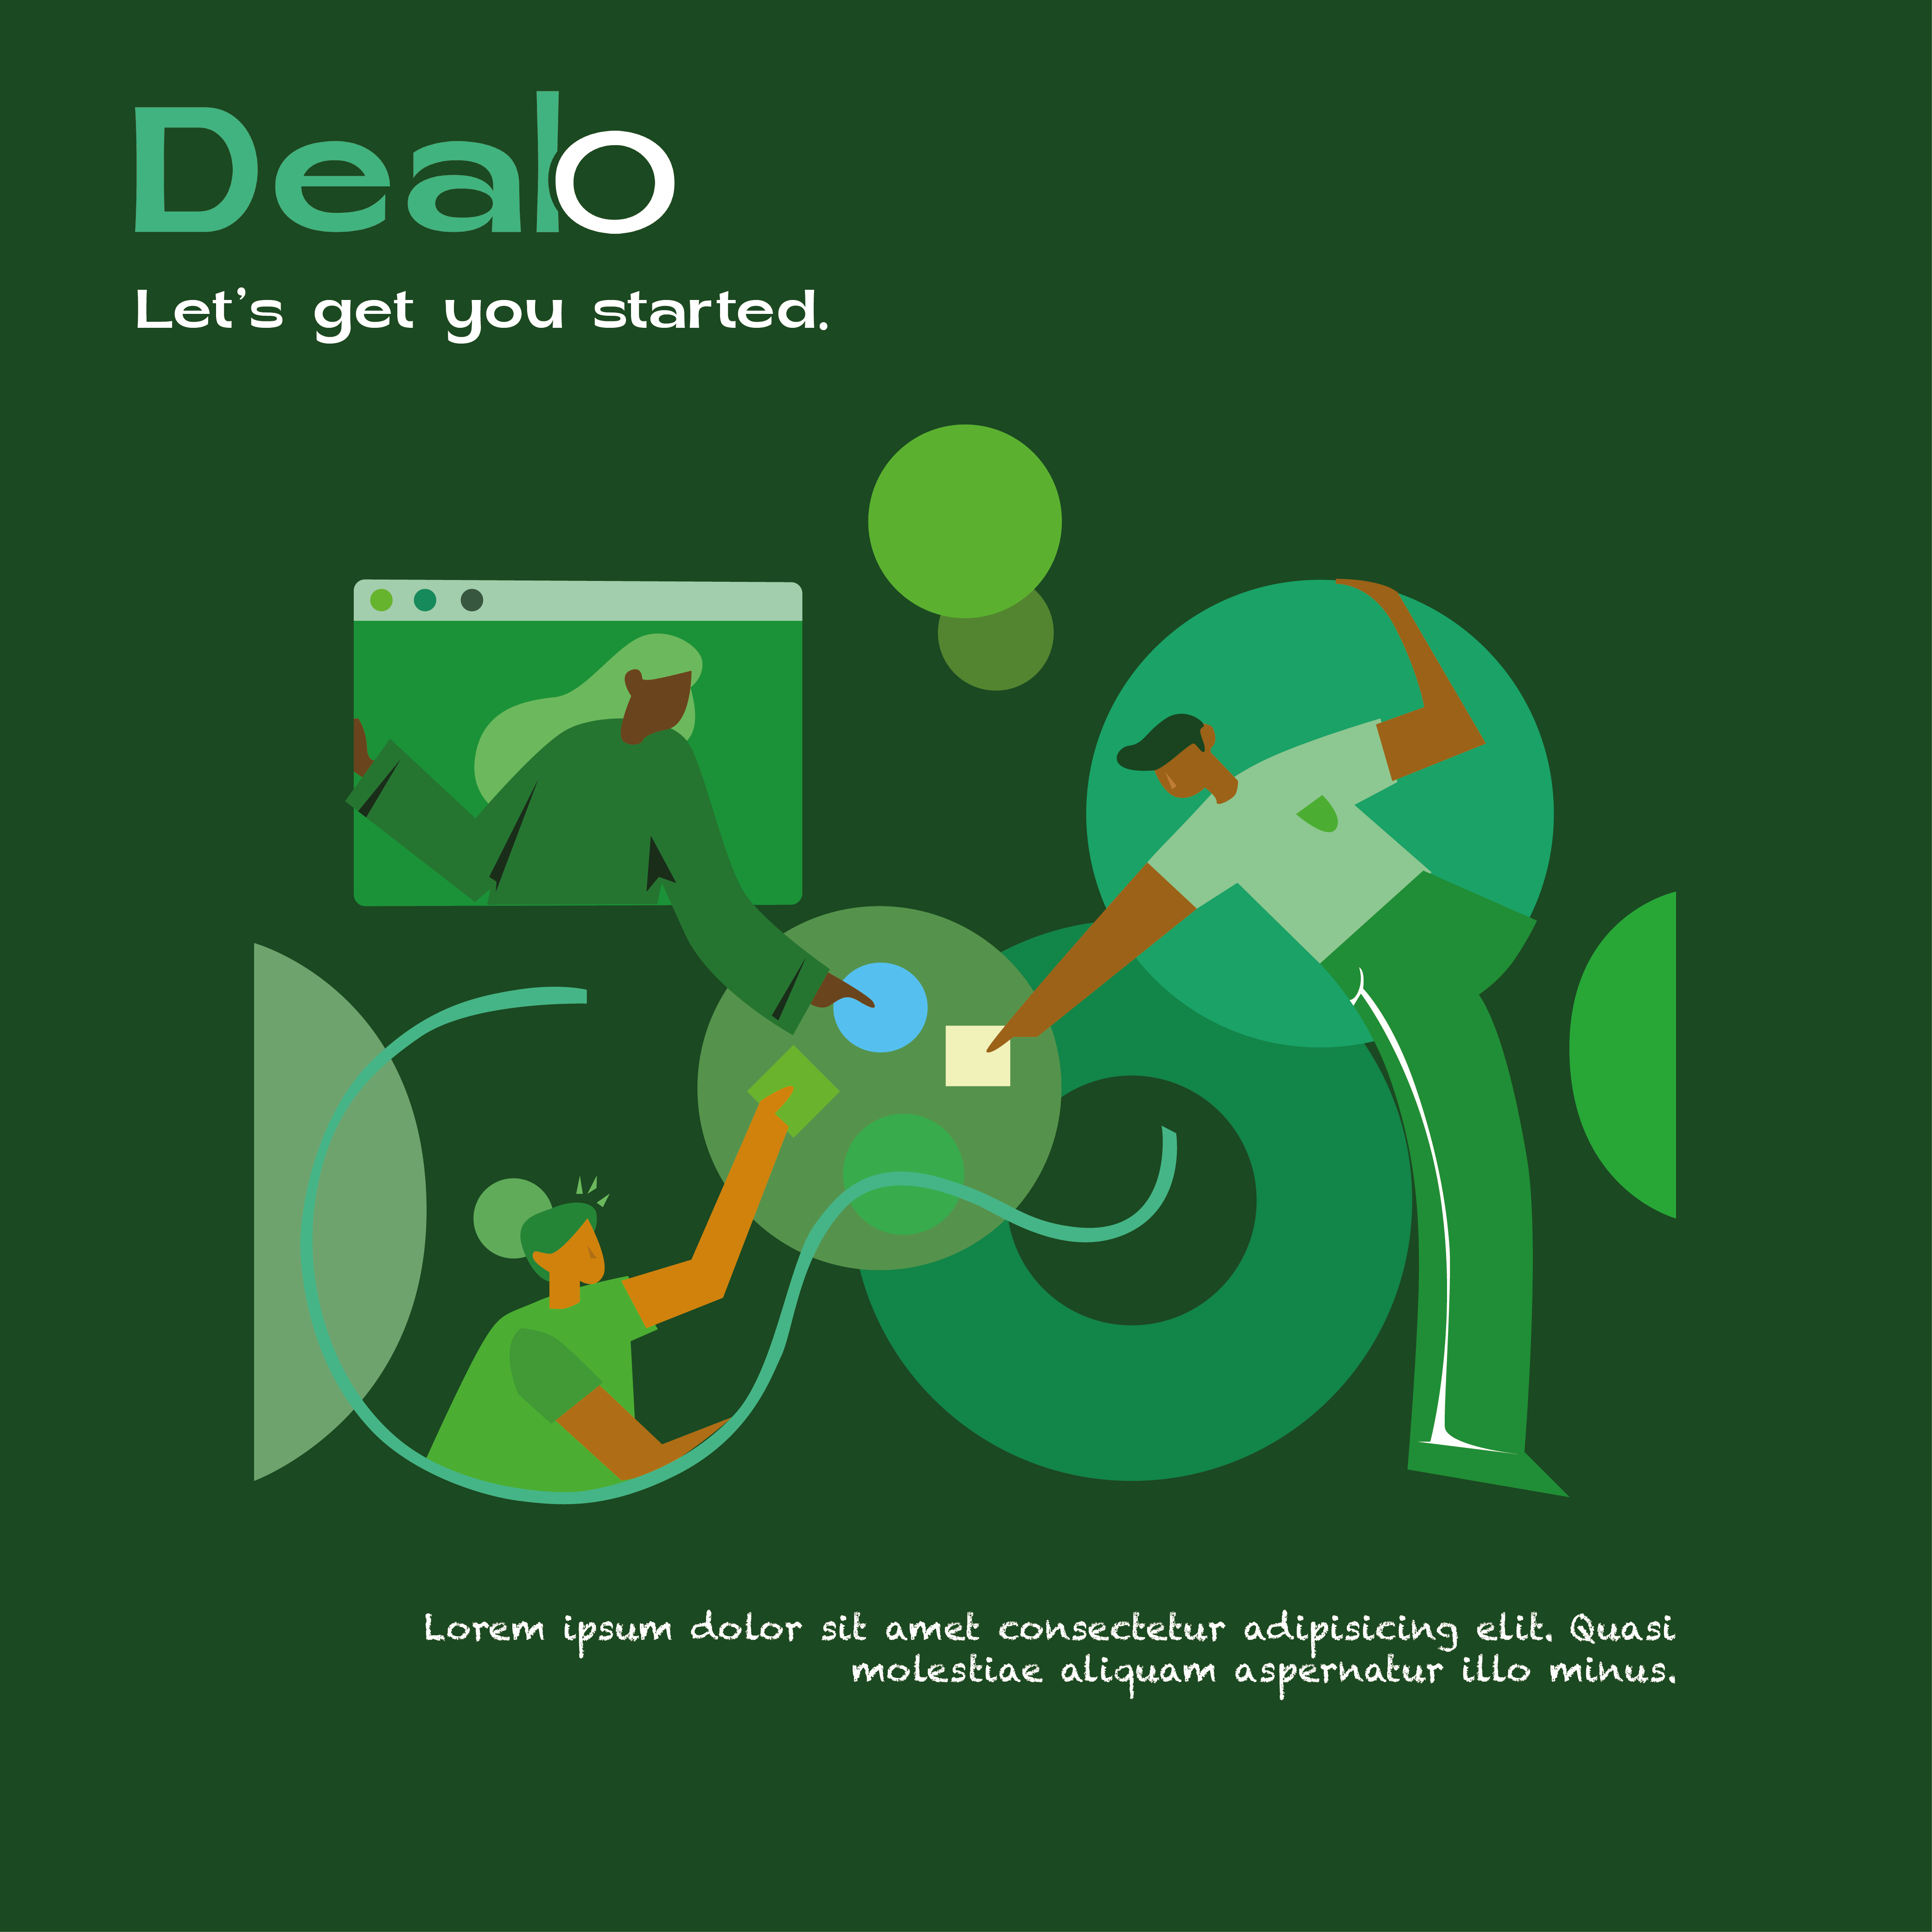 Dealo
Let's get you started.
Lorem ipsum dolor sit amet consectetur adipisicing elit. Quasi
molestiae aliquam aspernatur illo minus.